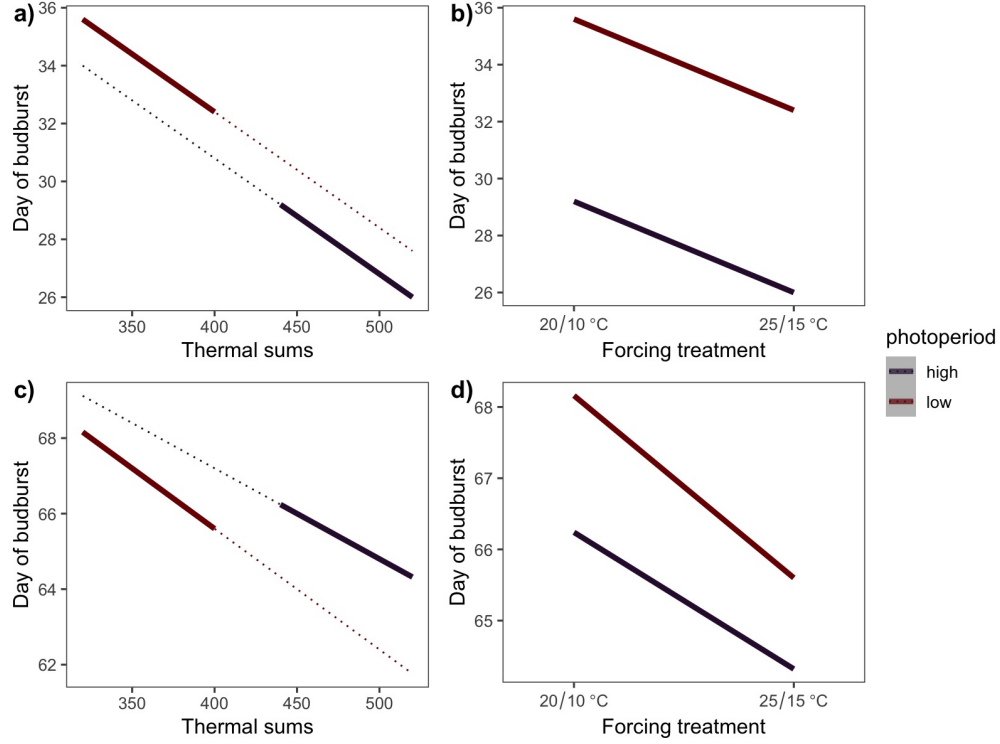 a)
36
34
32
30
28
26
Day of budburst
350
400
450
500
Thermal sums
b)
36
34
32
30
28
26
Day of budburst
20/10 °C
25/15 °C
Forcing treatment
photoperiod
high
low
c)
68
66
64
62
Day of budburst
350
400
450
500
Thermal sums
d)
68
67
66
65
Day of budburst
20/10 °C
25/15 °C
Forcing treatment